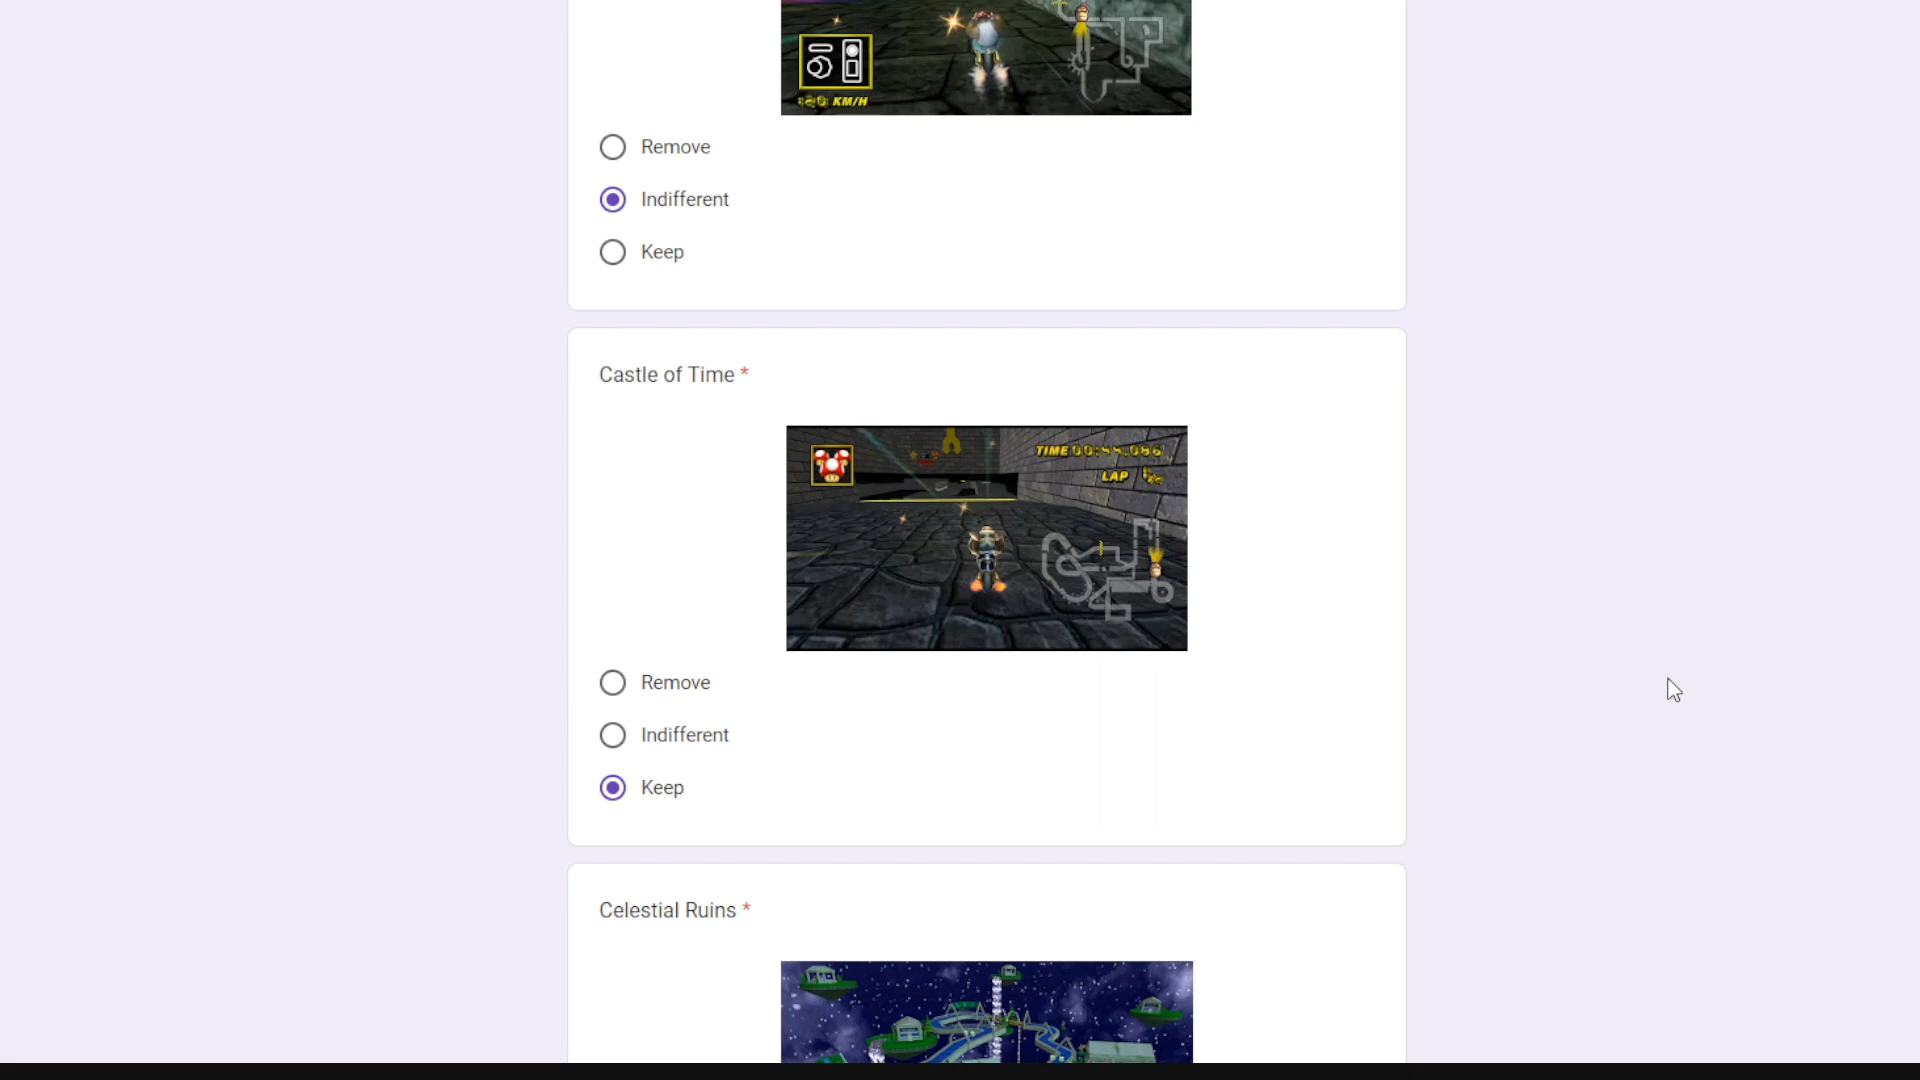 KM/H
Remove
Indifferent
Keep
Castle of Time *
TIME
LAP
Remove
Indifferent
Keep
Celestial Ruins *